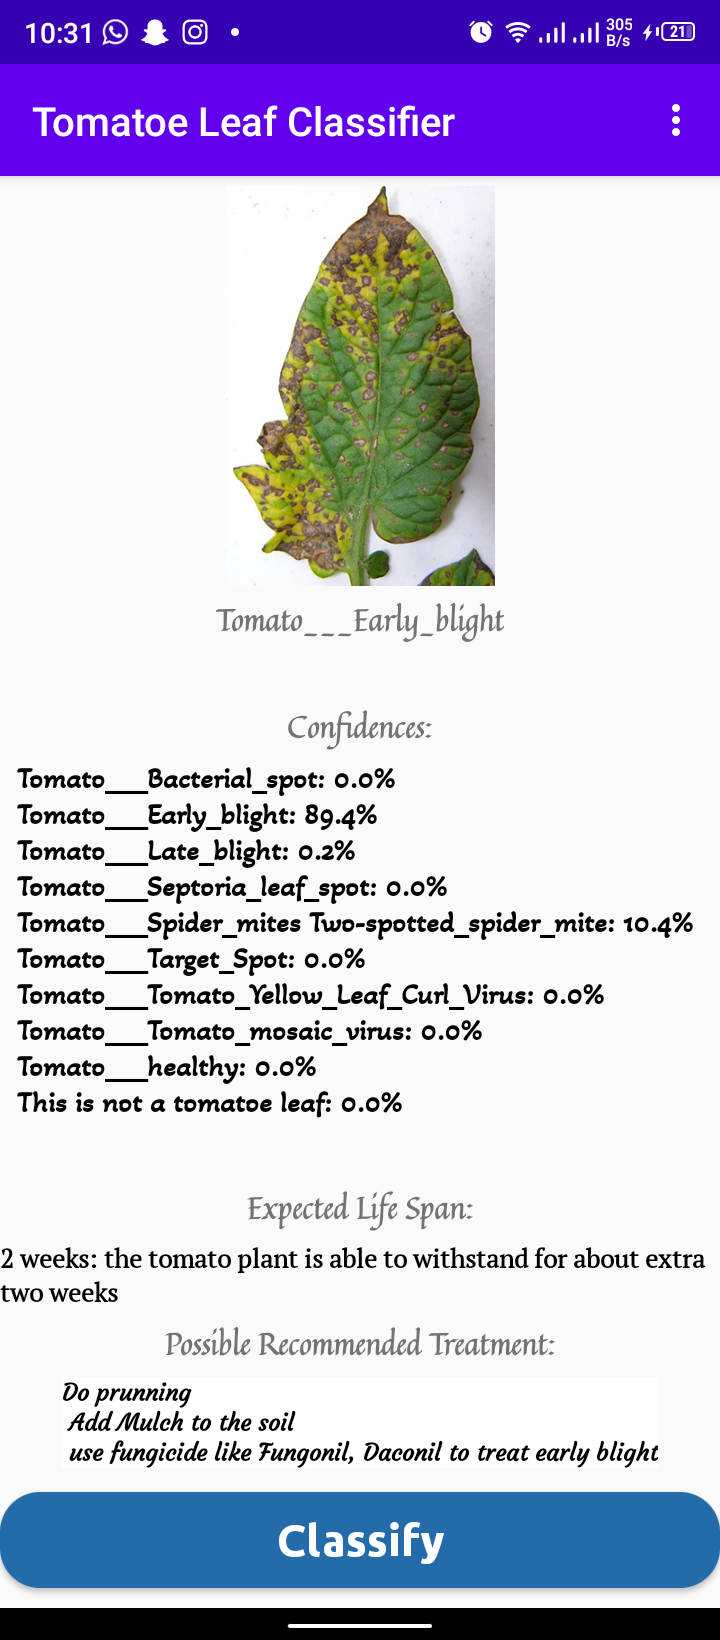 10:31
305
B/s
21
Tomatoe Leaf Classifier
Tomato___Early_blight
Confidences:
Tomato___Bacterial_spot: 0.0%
Tomato___Early_blight: 89.4%
Tomato___Late_blight: 0.2%
Tomato___Septoria_leaf_spot: 0.0%
Tomato___Spider_mites Two-spotted_spider_mite: 10.4%
Tomato___Target_Spot: 0.0%
Tomato___Tomato_Yellow_Leaf_Curl_Virus: 0.0%
Tomato___Tomato_mosaic_virus: 0.0%
Tomato___healthy: 0.0%
This is not a tomatoe leaf: 0.0%
Expected Life Span:
2 weeks: the tomato plant is able to withstand for about extra
two weeks
Possible Recommended Treatment:
Do prunning
Add Mulch to the soil
use fungicide like Fungonil, Daconil to treat early blight
Classify